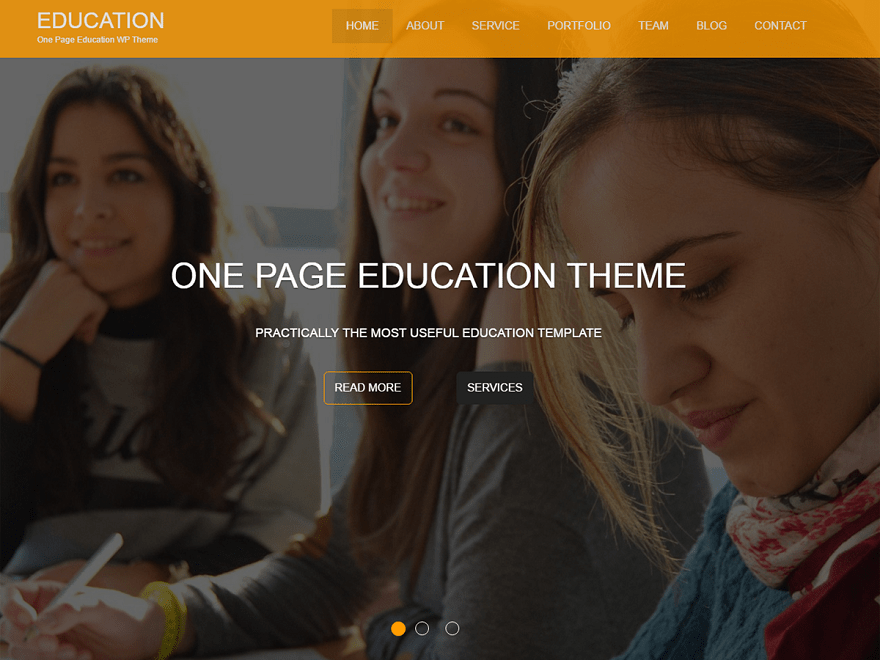 EDUCATION
One Page Education WP Theme
HOME ABOUT SERVICE PORTFOLIO TEAM BLOG CONTACT
ONE PAGE EDUCATION THEME
PRACTICALLY THE MOST USEFUL EDUCATION TEMPLATE
READ MORE SERVICES